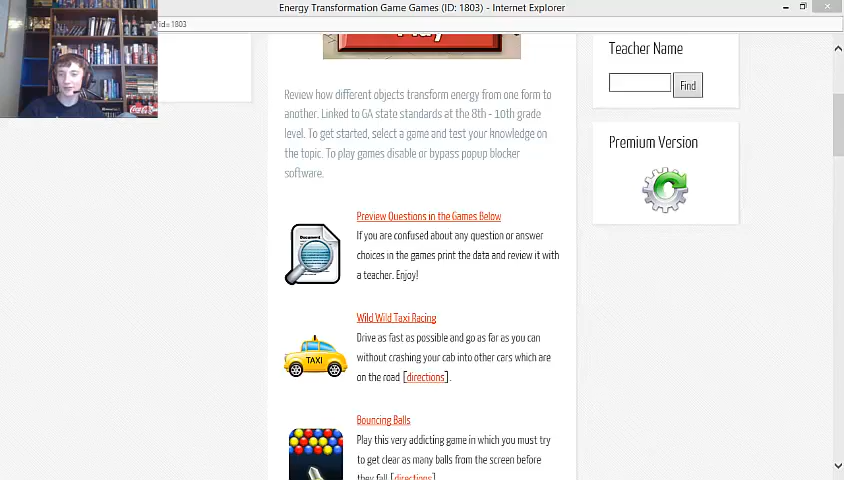 Energy Transformation Game Games (ID: 1803) - Internet Explorer
id=1803
Play
Teacher Name
Find
Premium Version
Review how different objects transform energy from one form to
another. Linked to GA state standards at the 8th - 10th grade
level. To get started, select a game and test your knowledge on
the topic. To play games disable or bypass popup blocker
software.
Preview Questions in the Games Below
If you are confused about any question or answer
choices in the games print the data and review it with
a teacher. Enjoy!
Document
Wild Wild Taxi Racing
Drive as fast as possible and go as far as you can
without crashing your cab into other cars which are
on the road [directions].
TAXI
Bouncing Balls
Play this very addicting game in which you must try
to get clear as many balls from the screen before
they fall [directions]
Coca-Cola